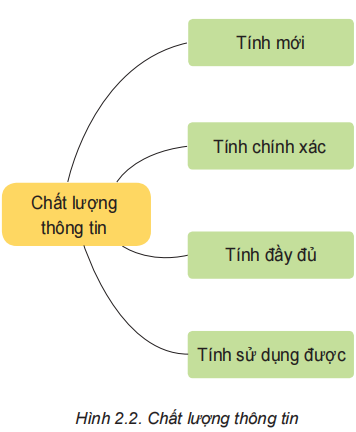 Tính mới
Tính chính xác
Chất lượng
thông tin
Tính đầy đủ
Tính sử dụng được
Hình 2.2. Chất lượng thông tin